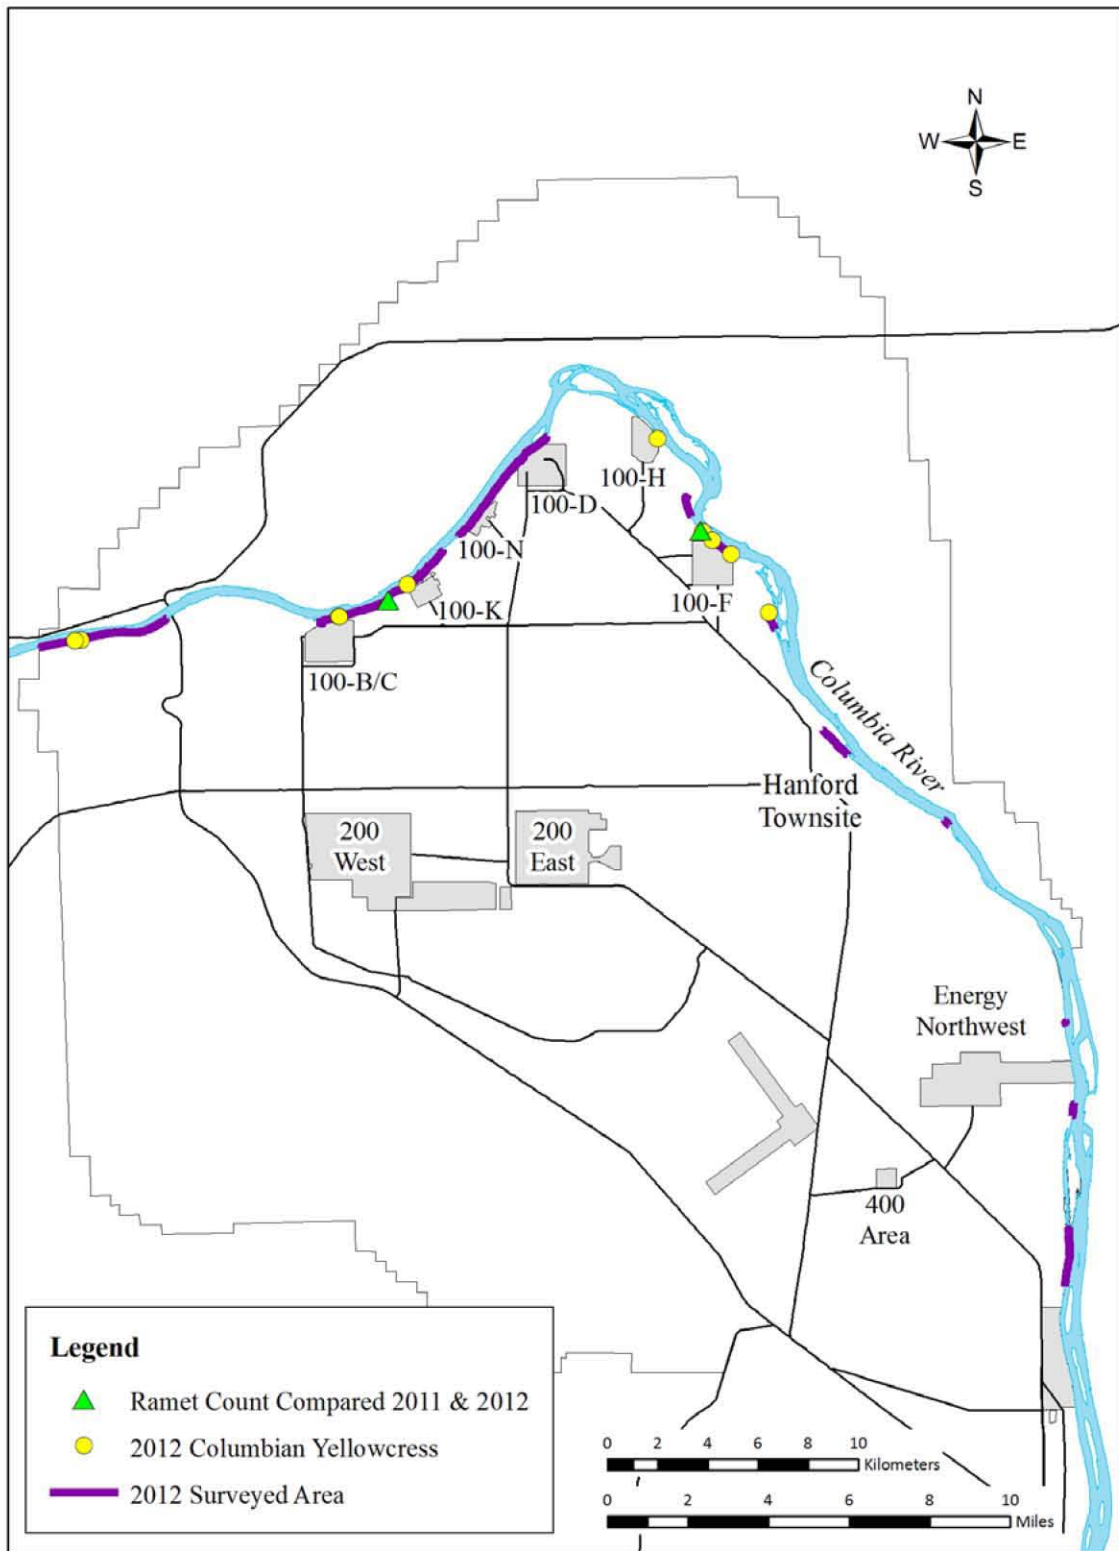 N
W E
S
100-H
100-D
100-N
100-K
100-F
100-B/C
Columbia River
Hanford
Townsite
200
West
200
East
Energy
Northwest
400
Area
Legend
Ramet Count Compared 2011 & 2012
2012 Columbian Yellowcress
2012 Surveyed Area
0 2 4 6 8 10
Kilometers
0 2 4 6 8 10
Miles